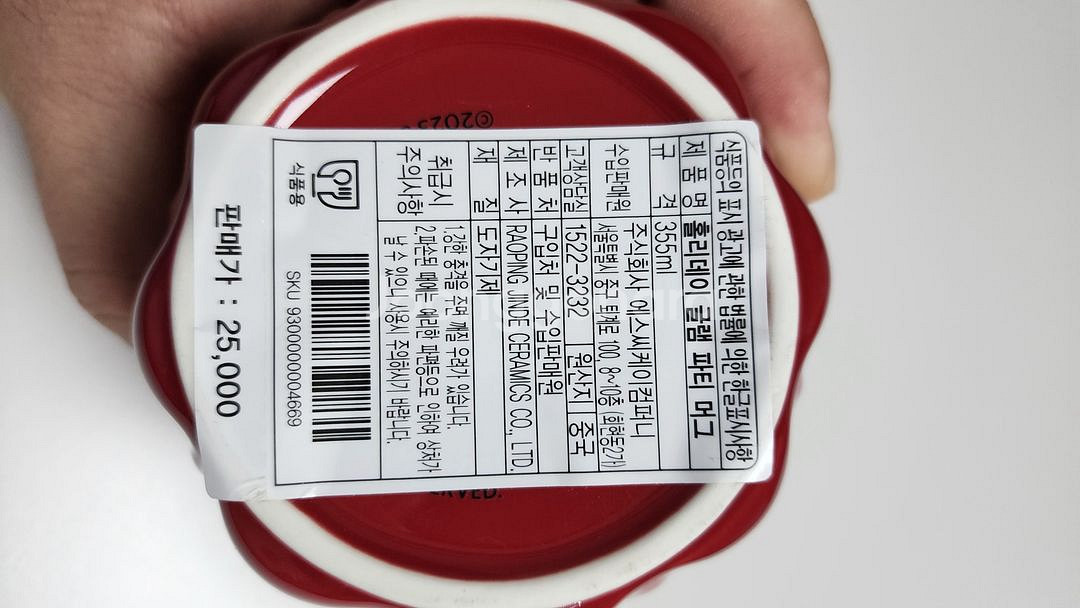 식품등의 표시 광고에 관한 법률에 의한 한글표시사항
제 품 명 홀리데이 글램 파티 머그
규 격 355ml
수입판매원 주식회사 에스씨케이컴퍼니
서울특별시 중구 퇴계로 100, 8~10층 (회현동2가)
고객상담실 1522-3232 원산지 중국
반 품 처 구입처 및 수입판매원
제 조 사 RAOPING JINDE CERAMICS CO., LTD.
재 질 도자기제
취급시
주의사항
1.강한 충격을 주면 깨질 우려가 있습니다.
2.파손된 때에는 예리한 파편등으로 인하여 상처가
날 수 있으니 사용시 주의하시기 바랍니다.
식품용
SKU 9300000004669
판매가 : 25,000
©2023